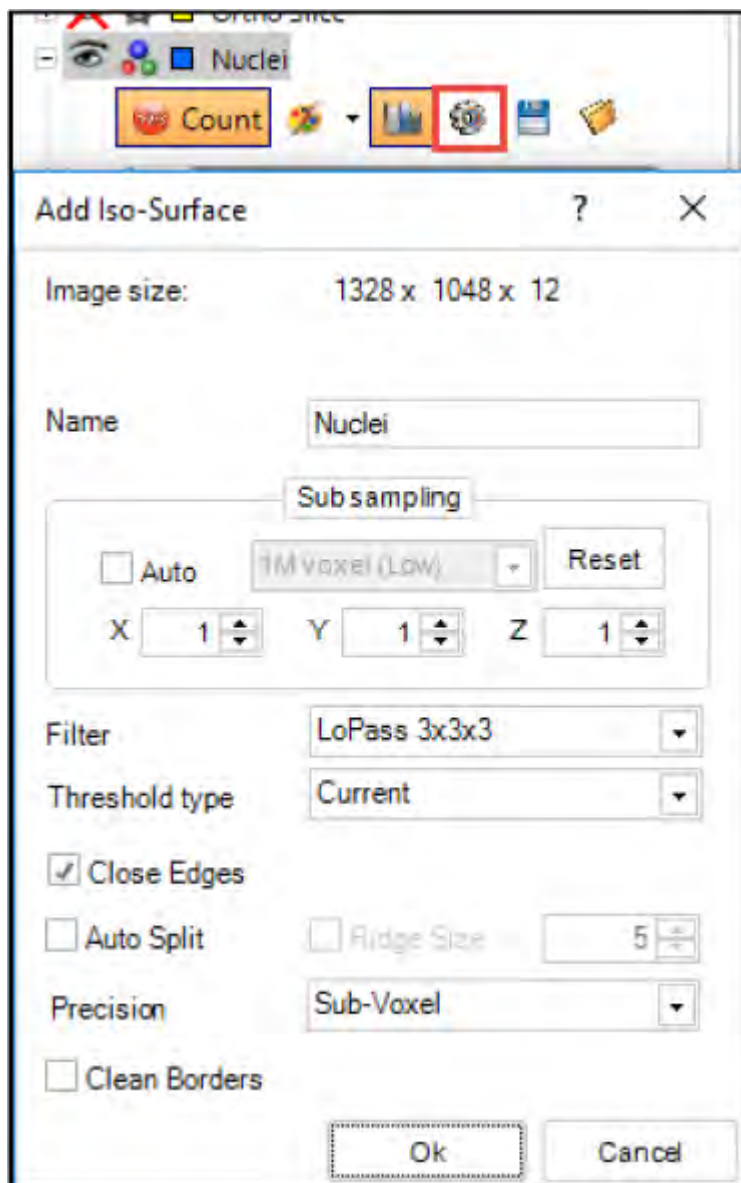 Ortho Slice
Nuclei
Count
Add Iso-Surface ?
Image size: 1328 x 1048 x 12
Name Nuclei
Sub sampling
Auto 1M voxel (Low) Reset
X 1 Y 1 Z 1
Filter LoPass 3x3x3
Threshold type Current
Close Edges
Auto Split Ridge Size 5
Precision Sub-Voxel
Clean Borders
Ok Cancel